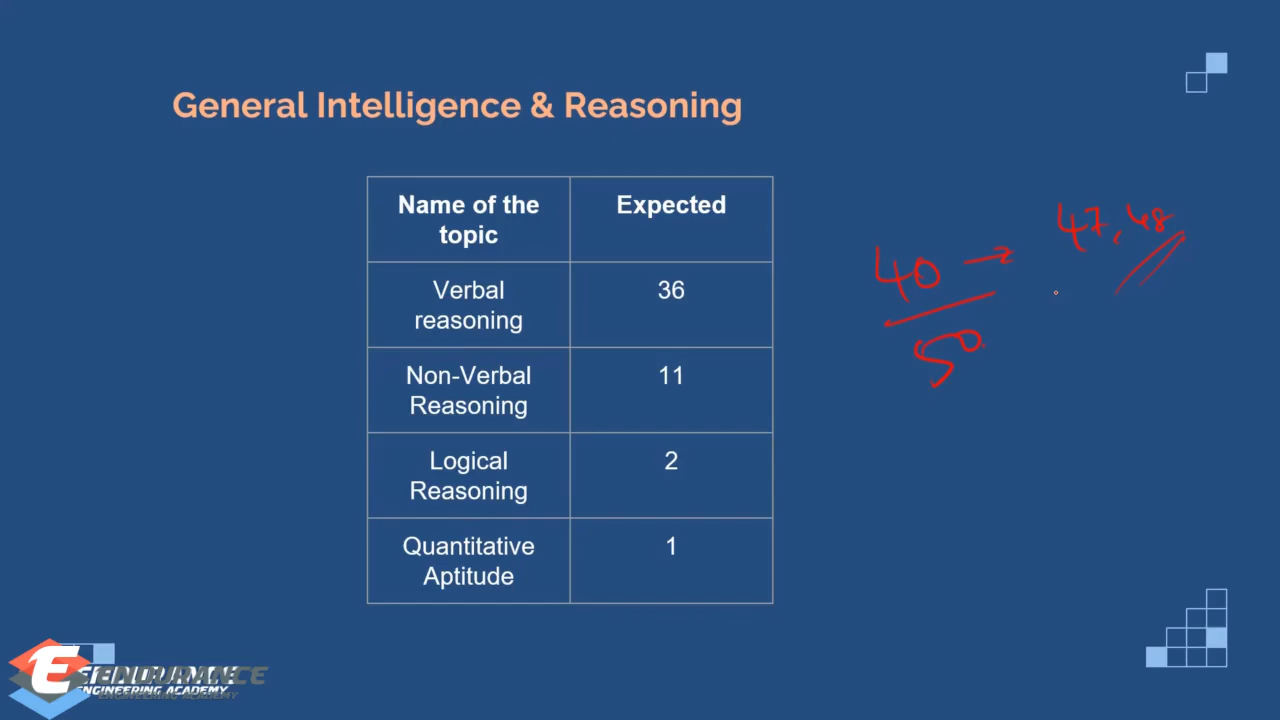 General Intelligence & Reasoning
Name of the
topic
Expected
Verbal
reasoning
36
Non-Verbal
Reasoning
11
Logical
Reasoning
2
Quantitative
Aptitude
1
40 → 47, 48
50
ENDURANCE
ENGINEERING ACADEMY